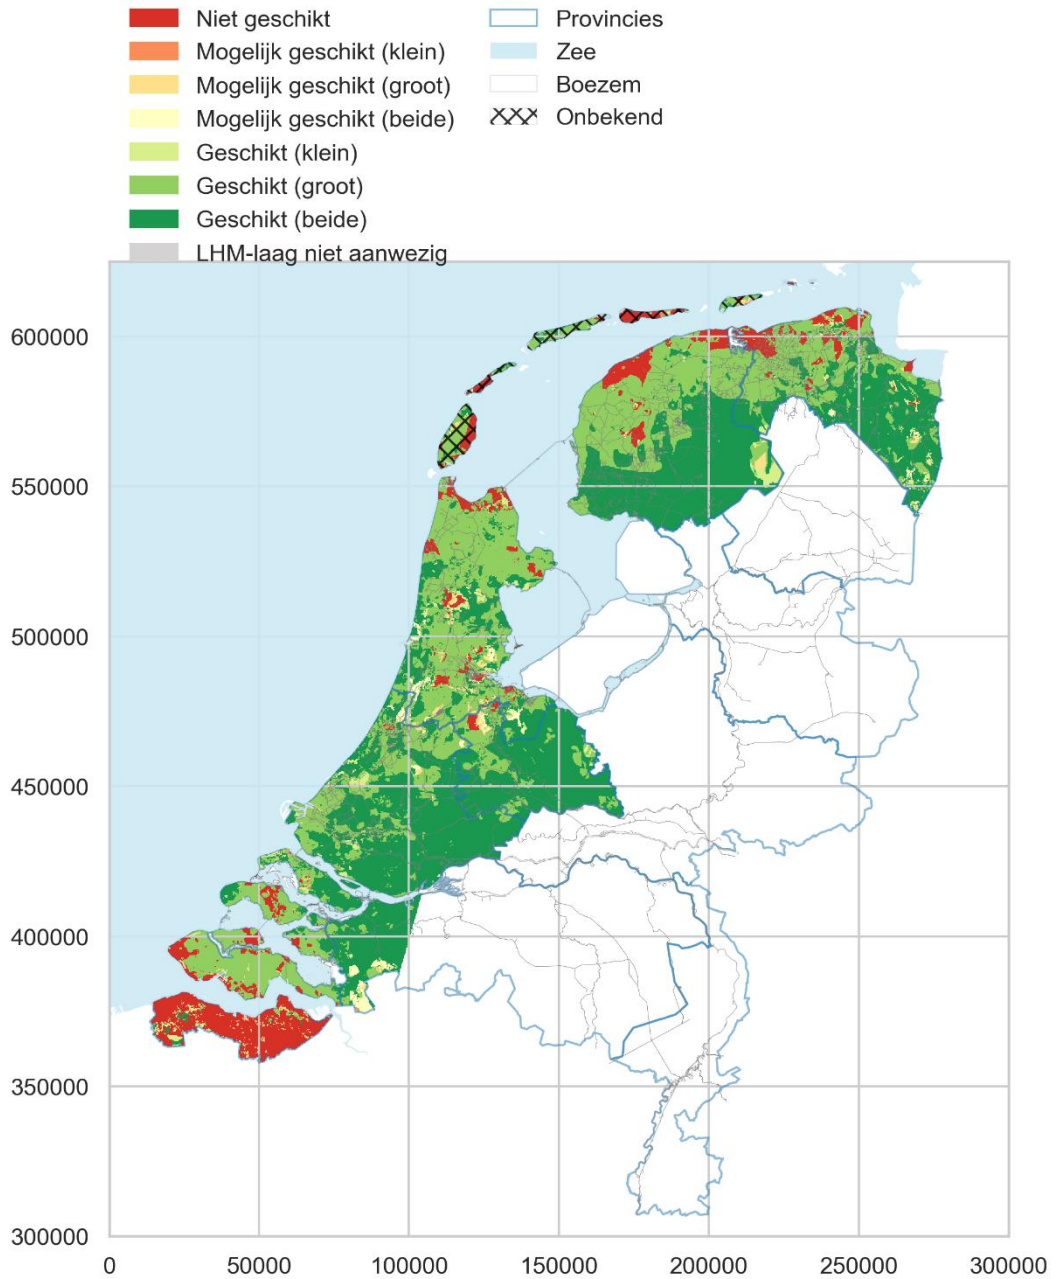 Niet geschikt
Mogelijk geschikt (klein)
Mogelijk geschikt (groot)
Mogelijk geschikt (beide)
Geschikt (klein)
Geschikt (groot)
Geschikt (beide)
LHM-laag niet aanwezig
Provincies
Zee
Boezem
Onbekend
600000
550000
500000
450000
400000
350000
300000
0 50000 100000 150000 200000 250000 300000